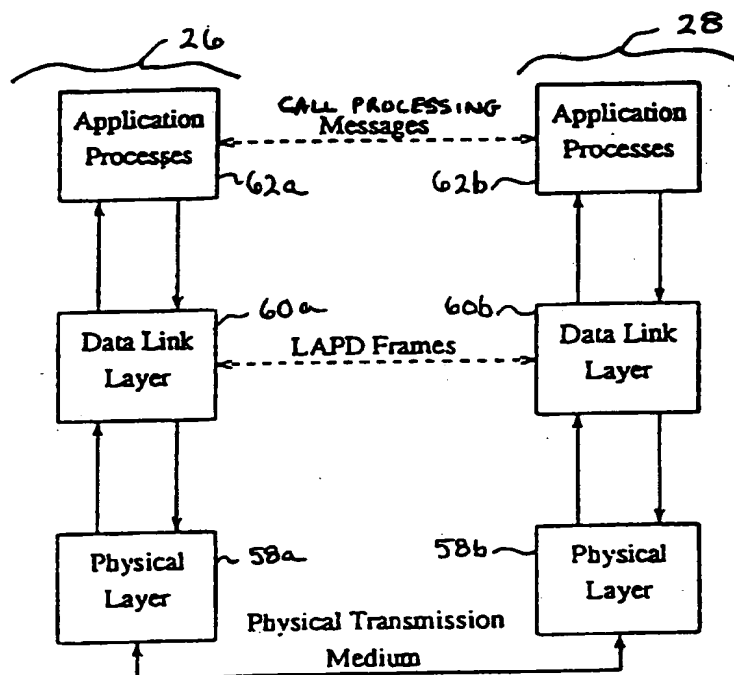 26
28
Application
Processes
CALL PROCESSING
Messages
Application
Processes
62a
62b
60a
60b
Data Link
Layer
LAPD Frames
Data Link
Layer
Physical
Layer
58a
58b
Physical
Layer
Physical Transmission
Medium